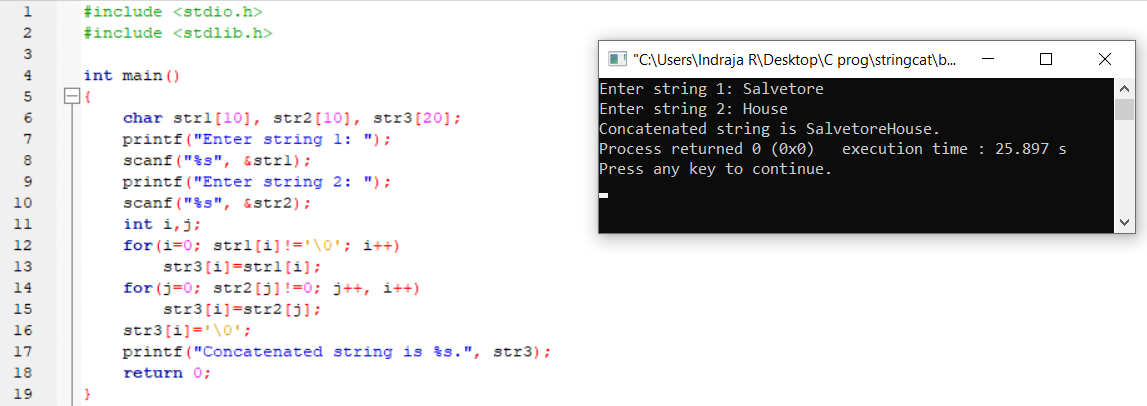 1 #include <stdio.h>
2 #include <stdlib.h>
3
4 int main()
5 {
6 char str1[10], str2[10], str3[20];
7 printf("Enter string 1: ");
8 scanf("%s", &str1);
9 printf("Enter string 2: ");
10 scanf("%s", &str2);
11 int i,j;
12 for(i=0; str1[i]!='\0'; i++)
13 str3[i]=str1[i];
14 for(j=0; str2[j]!=0; j++, i++)
15 str3[i]=str2[j];
16 str3[i]='\0';
17 printf("Concatenated string is %s.", str3);
18 return 0;
19 }
"C:\Users\Indraja R\Desktop\C prog\stringcat\b...
Enter string 1: Salvetore
Enter string 2: House
Concatenated string is SalvetoreHouse.
Process returned 0 (0x0) execution time : 25.897 s
Press any key to continue.